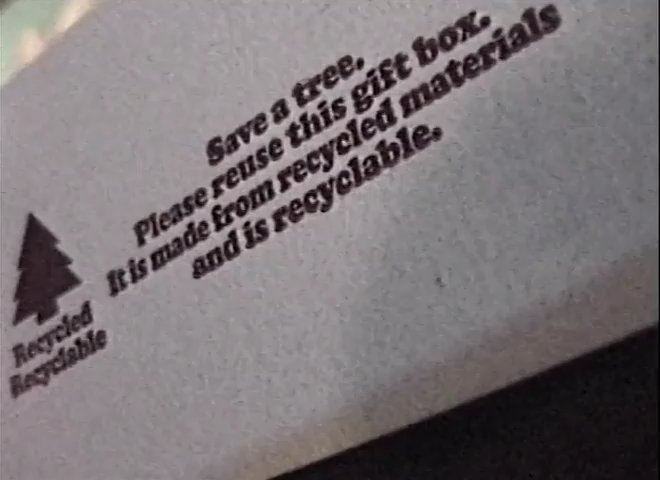 Save a tree.
Please reuse this gift box.
It is made from recycled materials
and is recyclable.
Recycled
Recyclable